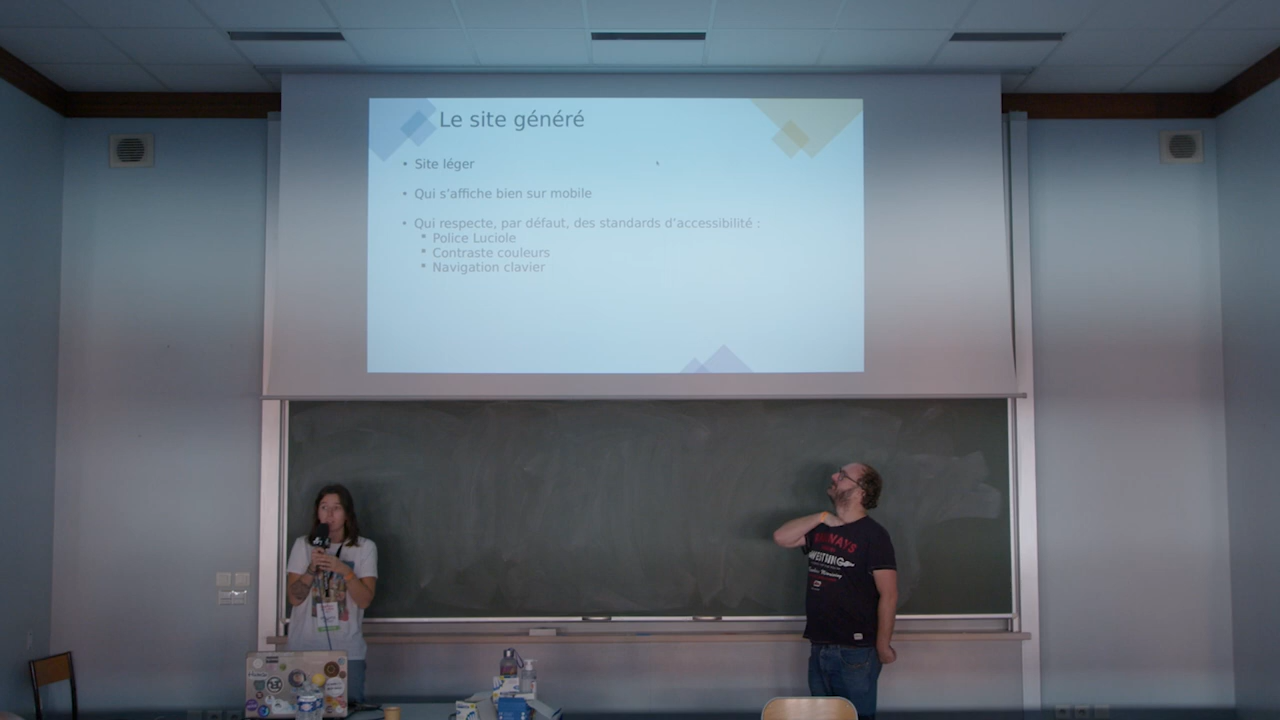 Le site généré
• Site léger
• Qui s'affiche bien sur mobile
• Qui respecte, par défaut, des standards d'accessibilité :
* Police Luciole
* Contraste couleurs
* Navigation clavier